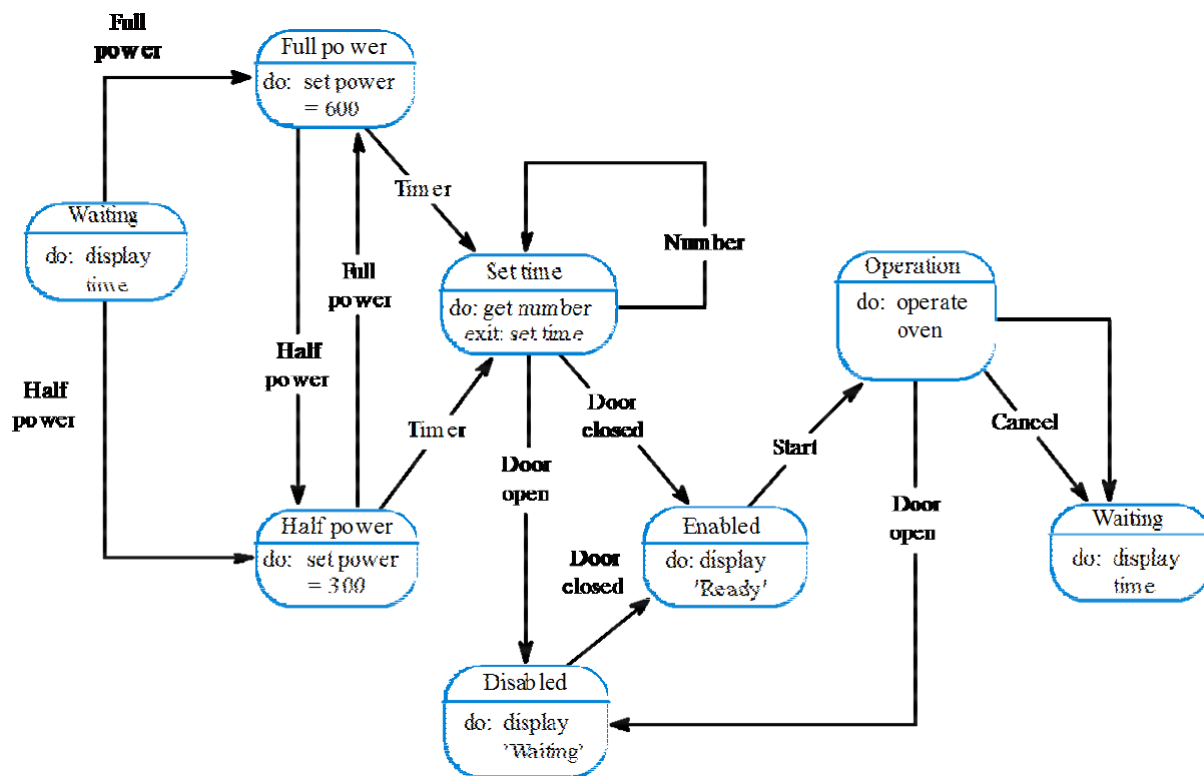 Full
power
Full power
do: set power
= 600
Timer
Waiting
do: display
time
Full
power
Number
Set time
do: get number
exit: set time
Operation
do: operate
oven
Half
power
Half
power
Timer
Door
closed
Cancel
Start
Door
open
Door
open
Half power
do: set power
= 300
Enabled
do: display
'Ready'
Waiting
do: display
time
Door
closed
Disabled
do: display
'Waiting'